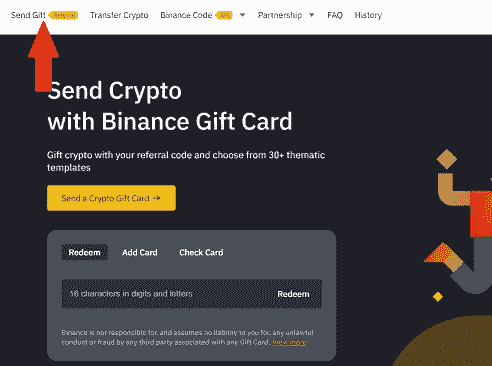 Send Gift Referral Transfer Crypto Binance Code API Partnership FAQ History
Send Crypto
with Binance Gift Card
Gift crypto with your referral code and choose from 30+ thematic
templates
Send a Crypto Gift Card →
Redeem Add Card Check Card
16 characters in digits and letters Redeem
Binance is not responsible for, and assumes no liability to you for, any unlawful
conduct or fraud by any third party associated with any Gift Card. View more